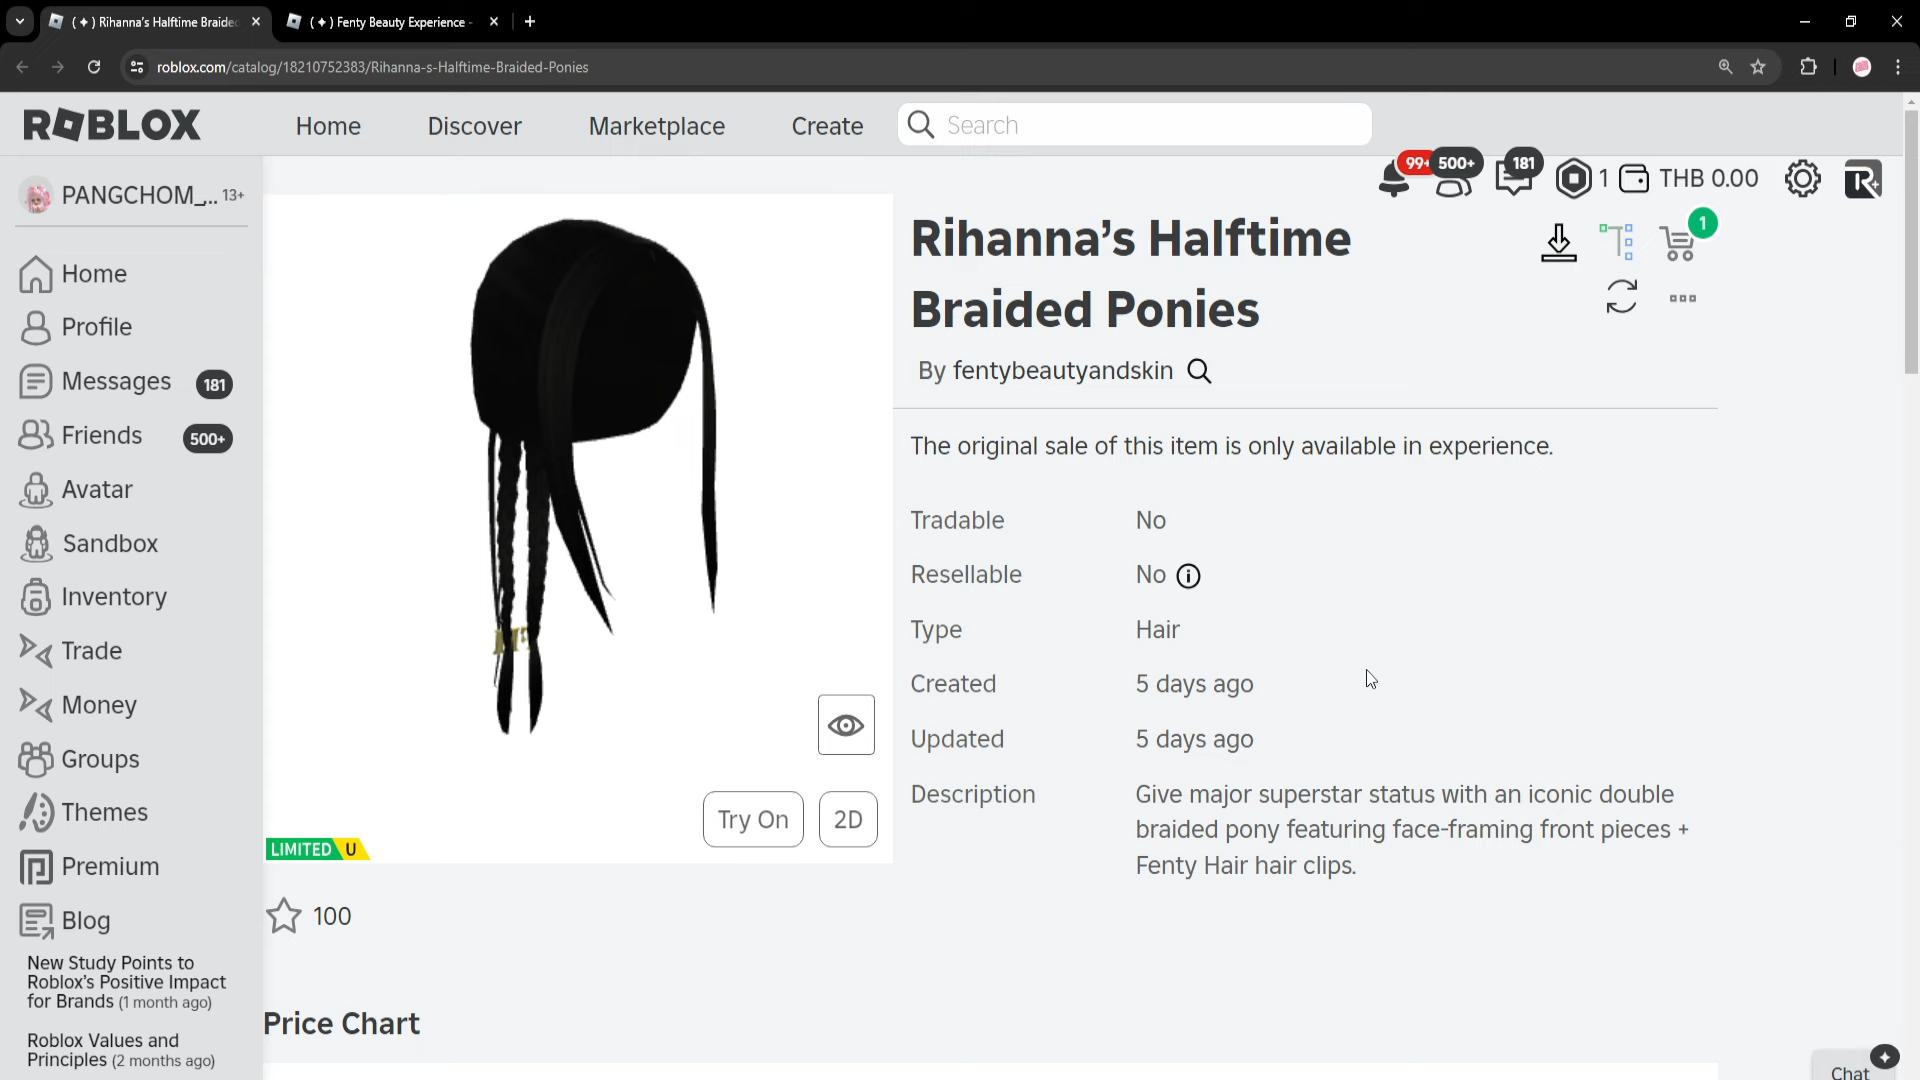 ( ✦ ) Rihanna's Halftime Braide
( ✦ ) Fenty Beauty Experience -
roblox.com/catalog/18210752383/Rihanna-s-Halftime-Braided-Ponies
ROBLOX
Home
Discover
Marketplace
Create
Search
99+
500+
181
1
THB 0.00
PANGCHOM_... 13+
Home
Profile
Messages 181
Friends 500+
Avatar
Sandbox
Inventory
Trade
Money
Groups
Themes
Premium
Blog
New Study Points to
Roblox's Positive Impact
for Brands (1 month ago)
Roblox Values and
Principles (2 months ago)
Try On
2D
LIMITED U
100
Price Chart
Rihanna's Halftime
Braided Ponies
1
By fentybeautyandskin
The original sale of this item is only available in experience.
Tradable No
Resellable No
Type Hair
Created 5 days ago
Updated 5 days ago
Description Give major superstar status with an iconic double
braided pony featuring face-framing front pieces +
Fenty Hair hair clips.
Chat